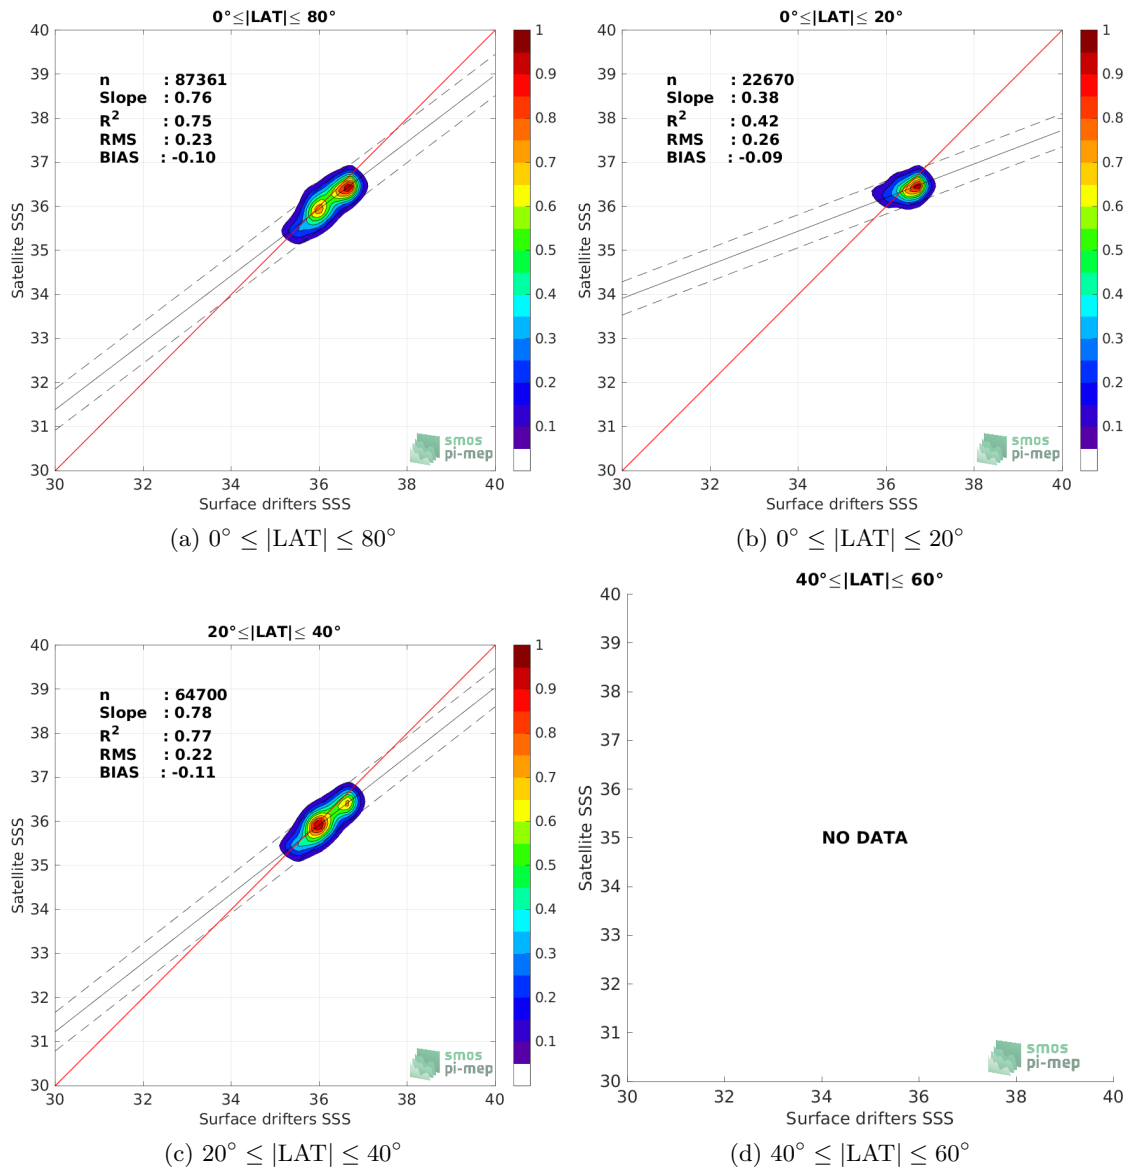 0°≤|LAT|≤ 80°
40
39
38
37
36
35
34
33
32
31
30
Satellite SSS
n : 87361
Slope : 0.76
R² : 0.75
RMS : 0.23
BIAS : -0.10
1
0.9
0.8
0.7
0.6
0.5
0.4
0.3
0.2
0.1
smos
pi-mep
30 32 34 36 38 40
Surface drifters SSS
(a) 0° ≤ |LAT| ≤ 80°
0°≤|LAT|≤ 20°
40
39
38
37
36
35
34
33
32
31
30
Satellite SSS
n : 22670
Slope : 0.38
R² : 0.42
RMS : 0.26
BIAS : -0.09
1
0.9
0.8
0.7
0.6
0.5
0.4
0.3
0.2
0.1
smos
pi-mep
30 32 34 36 38 40
Surface drifters SSS
(b) 0° ≤ |LAT| ≤ 20°
20°≤|LAT|≤ 40°
40
39
38
37
36
35
34
33
32
31
30
Satellite SSS
n : 64700
Slope : 0.78
R² : 0.77
RMS : 0.22
BIAS : -0.11
1
0.9
0.8
0.7
0.6
0.5
0.4
0.3
0.2
0.1
smos
pi-mep
30 32 34 36 38 40
Surface drifters SSS
(c) 20° ≤ |LAT| ≤ 40°
40°≤|LAT|≤ 60°
40
39
38
37
36
35
34
33
32
31
30
Satellite SSS
NO DATA
smos
pi-mep
30 32 34 36 38 40
Surface drifters SSS
(d) 40° ≤ |LAT| ≤ 60°